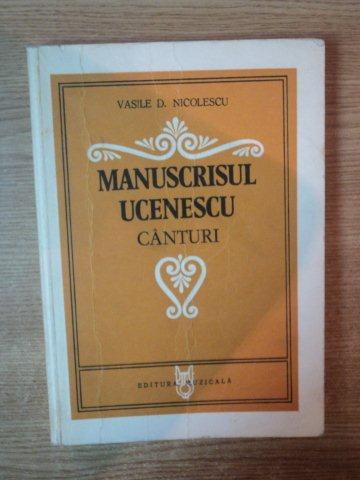 VASILE D. NICOLESCU
MANUSCRISUL
UCENESCU
CÂNTURI
EDITURA MUZICALĂ